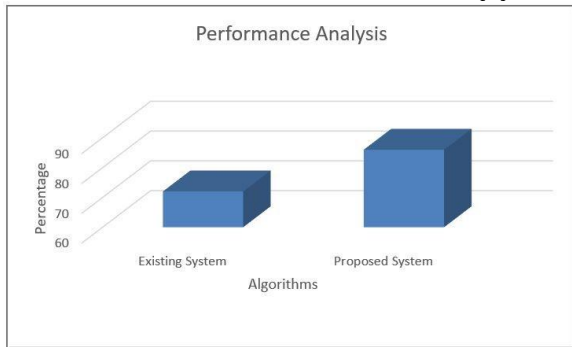 Performance Analysis
90
80
70
60
Percentage
Existing System
Proposed System
Algorithms